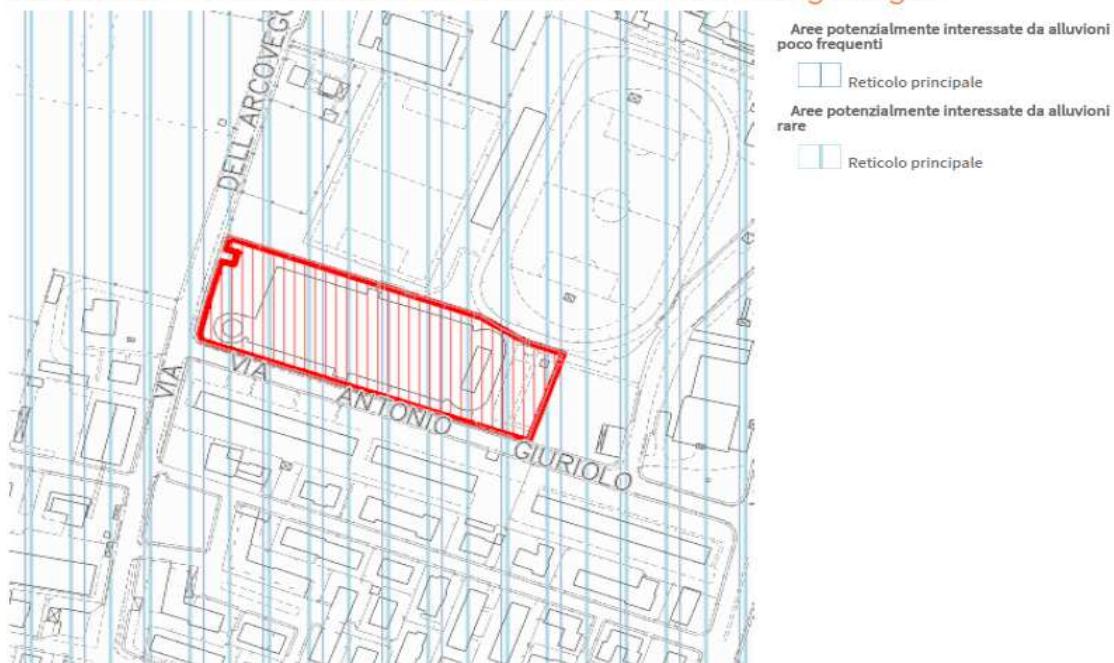 Aree potenzialmente interessate da alluvioni
poco frequenti
Reticolo principale
Aree potenzialmente interessate da alluvioni
rare
Reticolo principale
VIA DELL'ARCOVEGGIO
VIA ANTONIO GIURIOLO